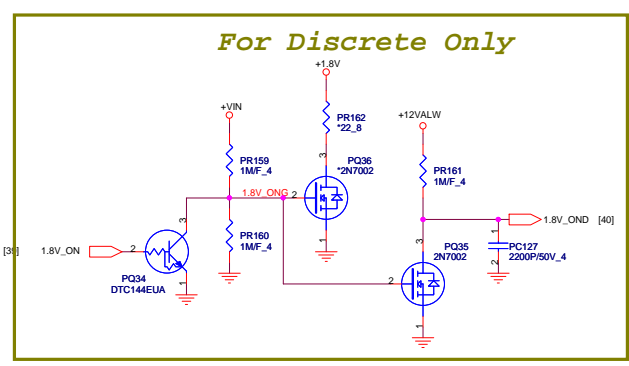 For Discrete Only
+1.8V
+VIN
PR162
*22_8
+12VALW
PR159
1M/F_4
3
PQ36
*2N7002
PR161
1M/F_4
1.8V_ONG
2
3
PR160
1M/F_4
1
1.8V_OND [40]
1
PC127
2200P/50V_4
2
1.8V_ON
2
3
PQ35
2N7002
PQ34
DTC144EUA
1
2
1